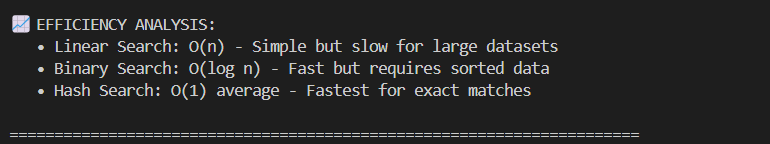 📈 EFFICIENCY ANALYSIS:
• Linear Search: O(n) - Simple but slow for large datasets
• Binary Search: O(log n) - Fast but requires sorted data
• Hash Search: O(1) average - Fastest for exact matches
======================================================================